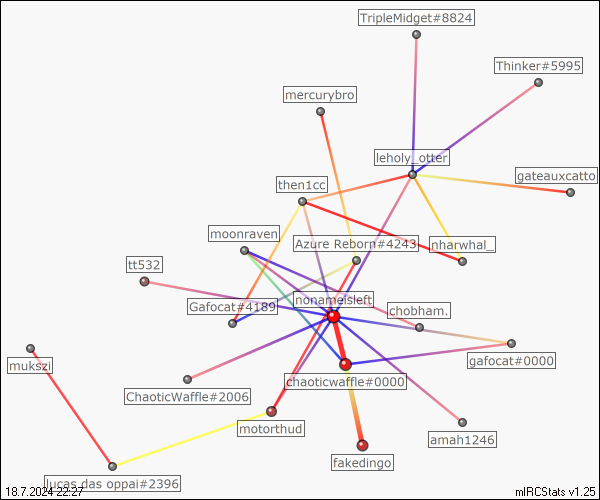 TripleMidget#8824
Thinker#5995
mercurybro
leholy_otter
gateauxcatto
then1cc
moonraven
Azure Reborn#4243
nharwhal_
tt532
Gafocat#4189
nonamesleft
chobham.
mukszi
gafocat#0000
chaoticwaffle#0000
ChaoticWaffle#2006
motorthud
amah1246
fakedingo
lucas das oppai#2396
18.7.2024 22:27
mIRCStats v1.25